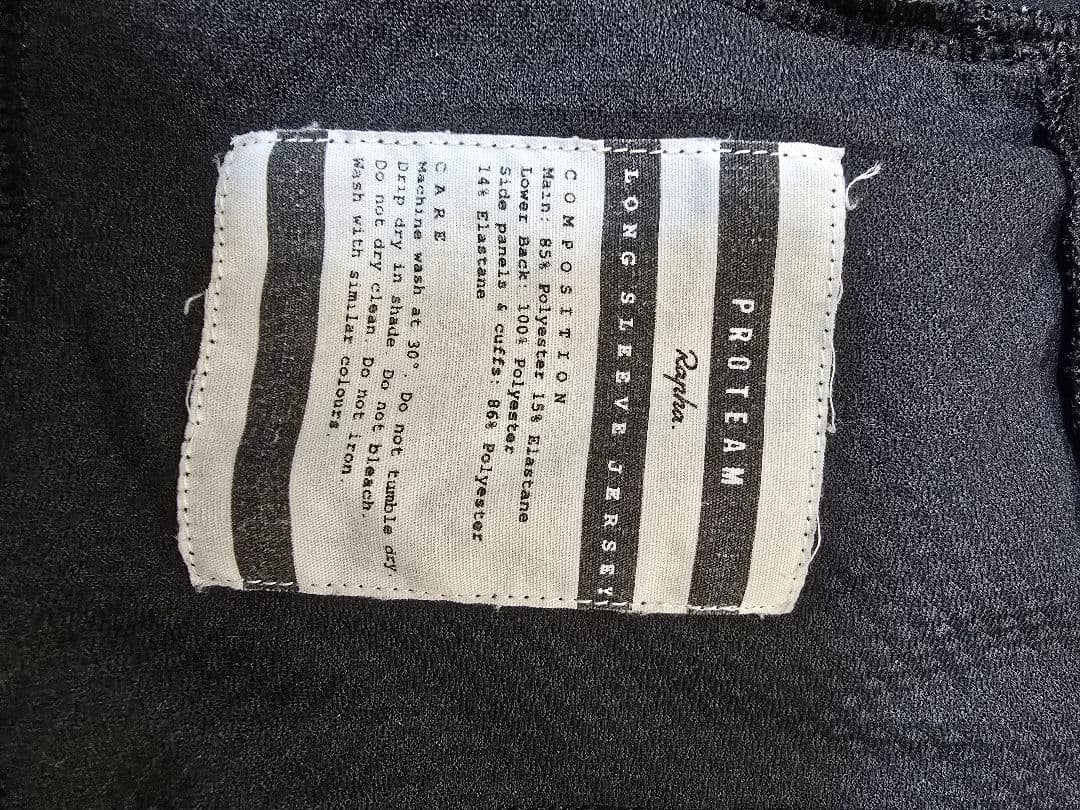 PROTEAM
Rapha.
LONG SLEEVE JERSEY
COMPOSITION
Main: 85% Polyester 15% Elastane
Lower Back: 100% Polyester
Side panels & cuffs: 86% Polyester
14% Elastane
CARE
Machine wash at 30°. Do not tumble dry.
Drip dry in shade. Do not bleach.
Do not dry clean. Do not iron.
Wash with similar colours.